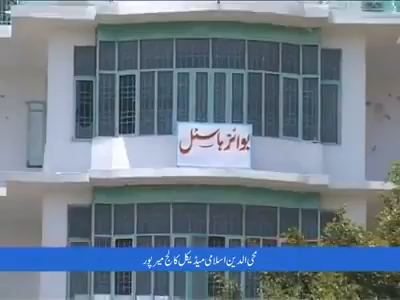 بوائز ہاسٹل
محی الدین اسلامی میڈیکل کالج میرپور